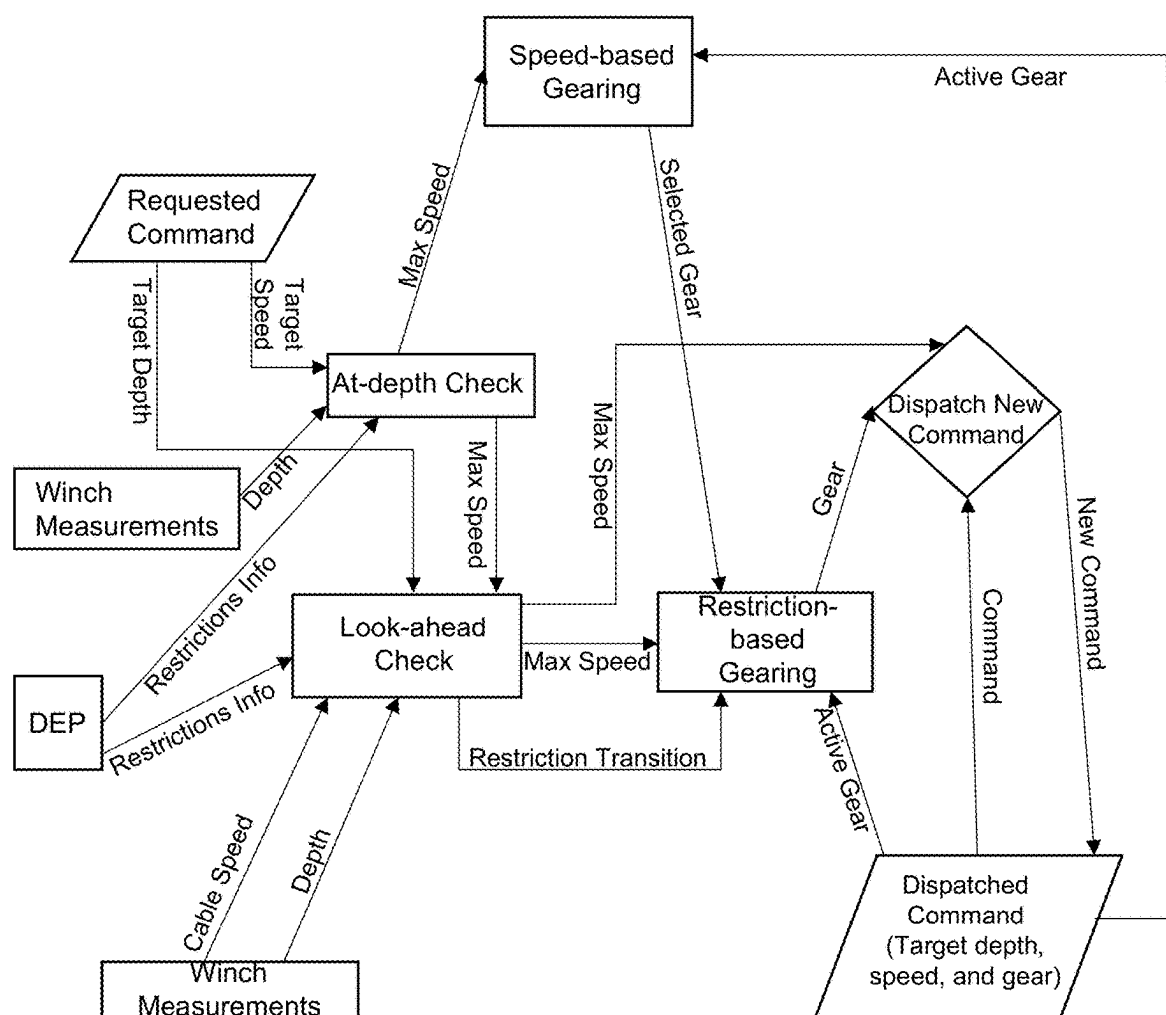 Speed-based
Gearing
Active Gear
Max Speed
Selected Gear
Requested
Command
Target Depth
Target
Speed
At-depth Check
Dispatch New
Command
Winch
Measurements
Depth
Max Speed
Max Speed
Gear
New Command
Restrictions Info
Look-ahead
Check
Max Speed
Restriction-
based
Gearing
Command
DEP
Restrictions Info
Restriction Transition
Active Gear
Cable Speed
Depth
Winch
Measurements
Dispatched
Command
(Target depth,
speed, and gear)